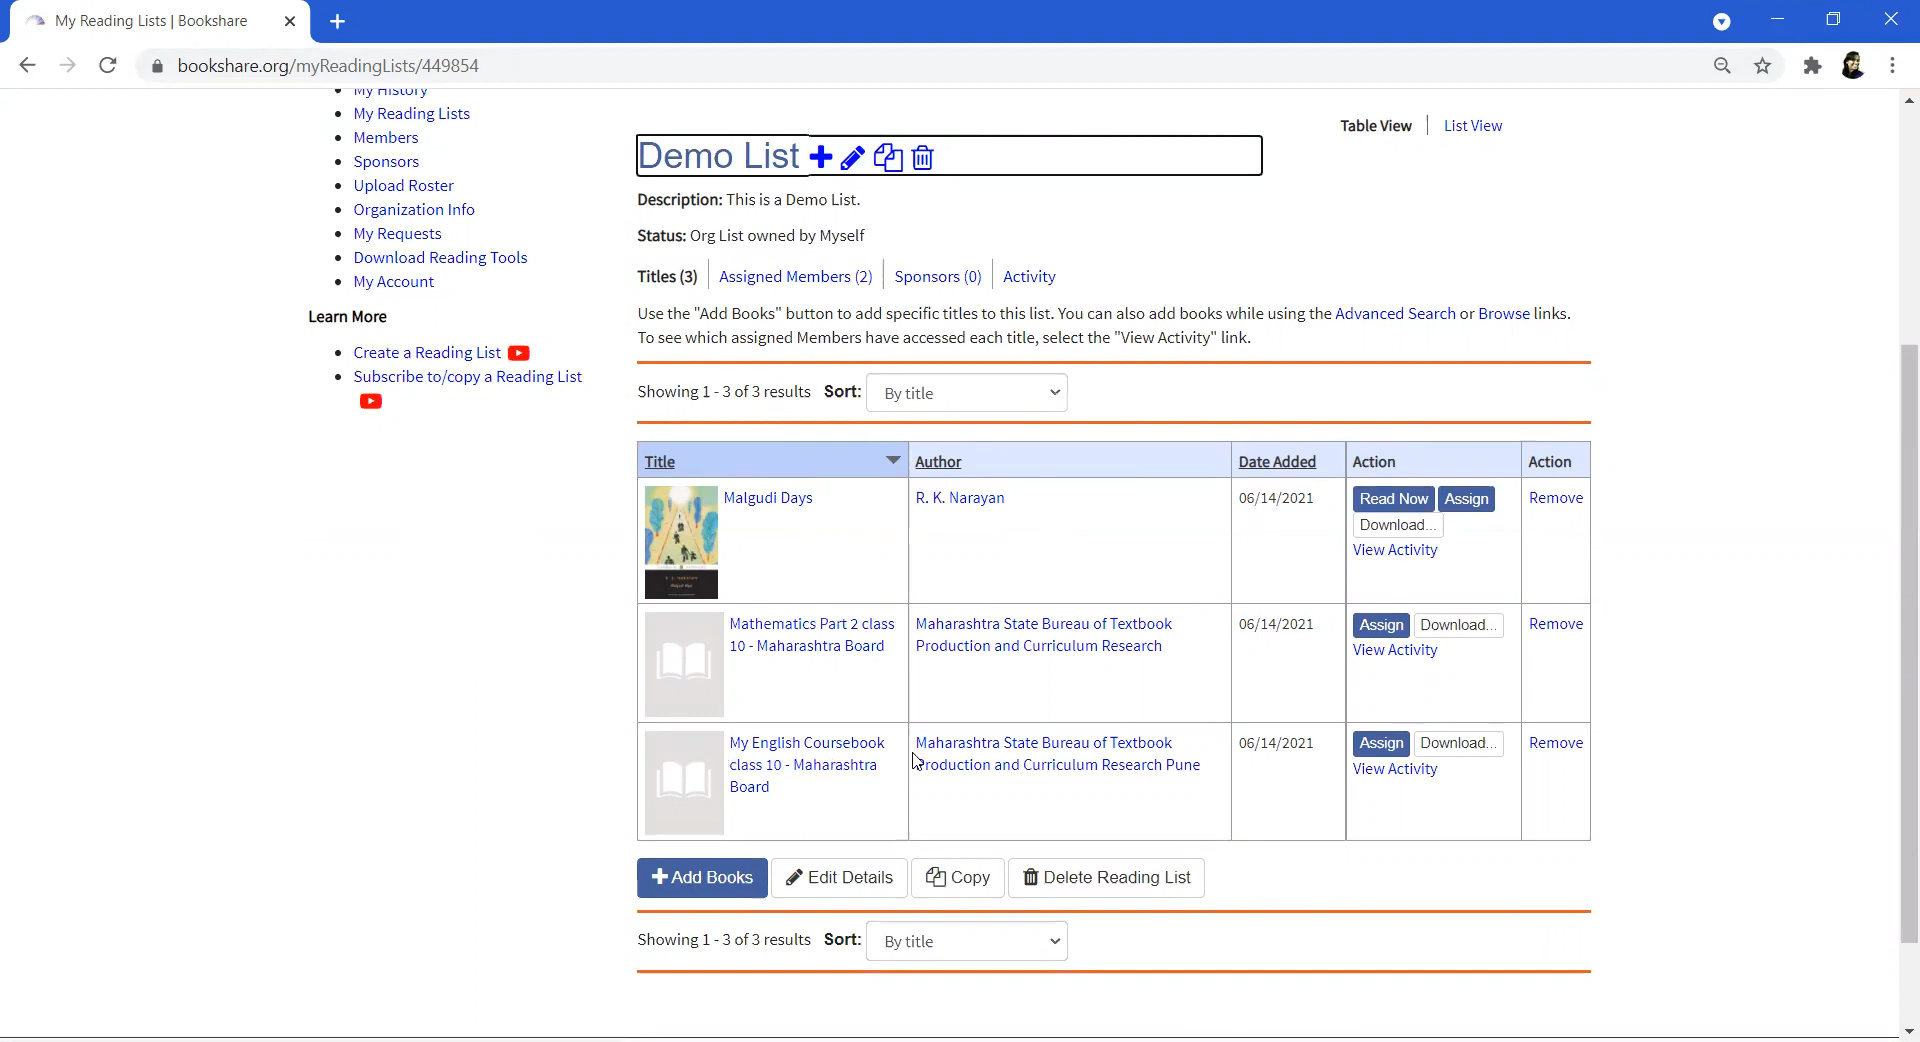 My Reading Lists | Bookshare
bookshare.org/myReadingLists/449854
My History
My Reading Lists
Members
Sponsors
Upload Roster
Organization Info
My Requests
Download Reading Tools
My Account
Learn More
Create a Reading List
Subscribe to/copy a Reading List
Table View
List View
Demo List
Description: This is a Demo List.
Status: Org List owned by Myself
Titles (3) Assigned Members (2) Sponsors (0) Activity
Use the "Add Books" button to add specific titles to this list. You can also add books while using the Advanced Search or Browse links.
To see which assigned Members have accessed each title, select the "View Activity" link.
Showing 1 - 3 of 3 results Sort: By title
Title Author Date Added Action Action
Malgudi Days R. K. Narayan 06/14/2021 Read Now Assign Remove
Download...
View Activity
Mathematics Part 2 class Maharashtra State Bureau of Textbook 06/14/2021 Assign Download... Remove
10 - Maharashtra Board Production and Curriculum Research View Activity
My English Coursebook Maharashtra State Bureau of Textbook 06/14/2021 Assign Download... Remove
class 10 - Maharashtra Production and Curriculum Research Pune View Activity
Board
Add Books Edit Details Copy Delete Reading List
Showing 1 - 3 of 3 results Sort: By title